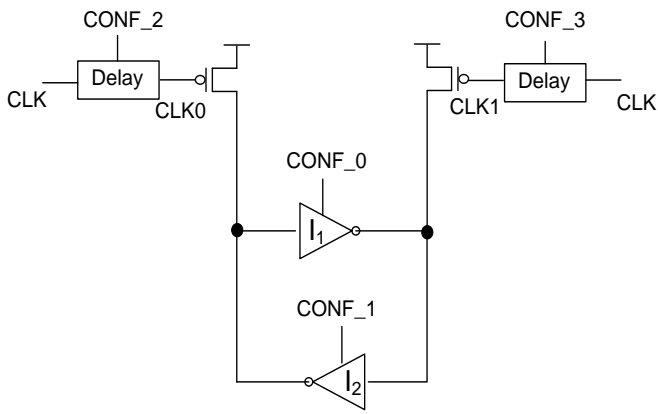 CONF_2
CONF_3
Delay
Delay
CLK
CLK0
CLK1
CLK
CONF_0
I1
CONF_1
I2